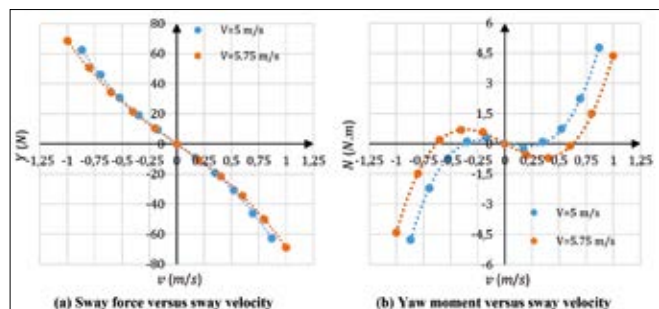 80
60
40
20
0
-20
-40
-60
-80
-1,25 -1 -0,75 -0,5 -0,25 0 0,25 0,5 0,75 1 1,25
Y (N)
v (m/s)
V=5 m/s
V=5.75 m/s
(a) Sway force versus sway velocity
6
4,5
3
1,5
0
-1,5
-3
-4,5
-6
-1,25 -1 -0,75 -0,5 -0,25 0 0,25 0,5 0,75 1 1,25
N (N.m)
v (m/s)
V=5 m/s
V=5.75 m/s
(b) Yaw moment versus sway velocity